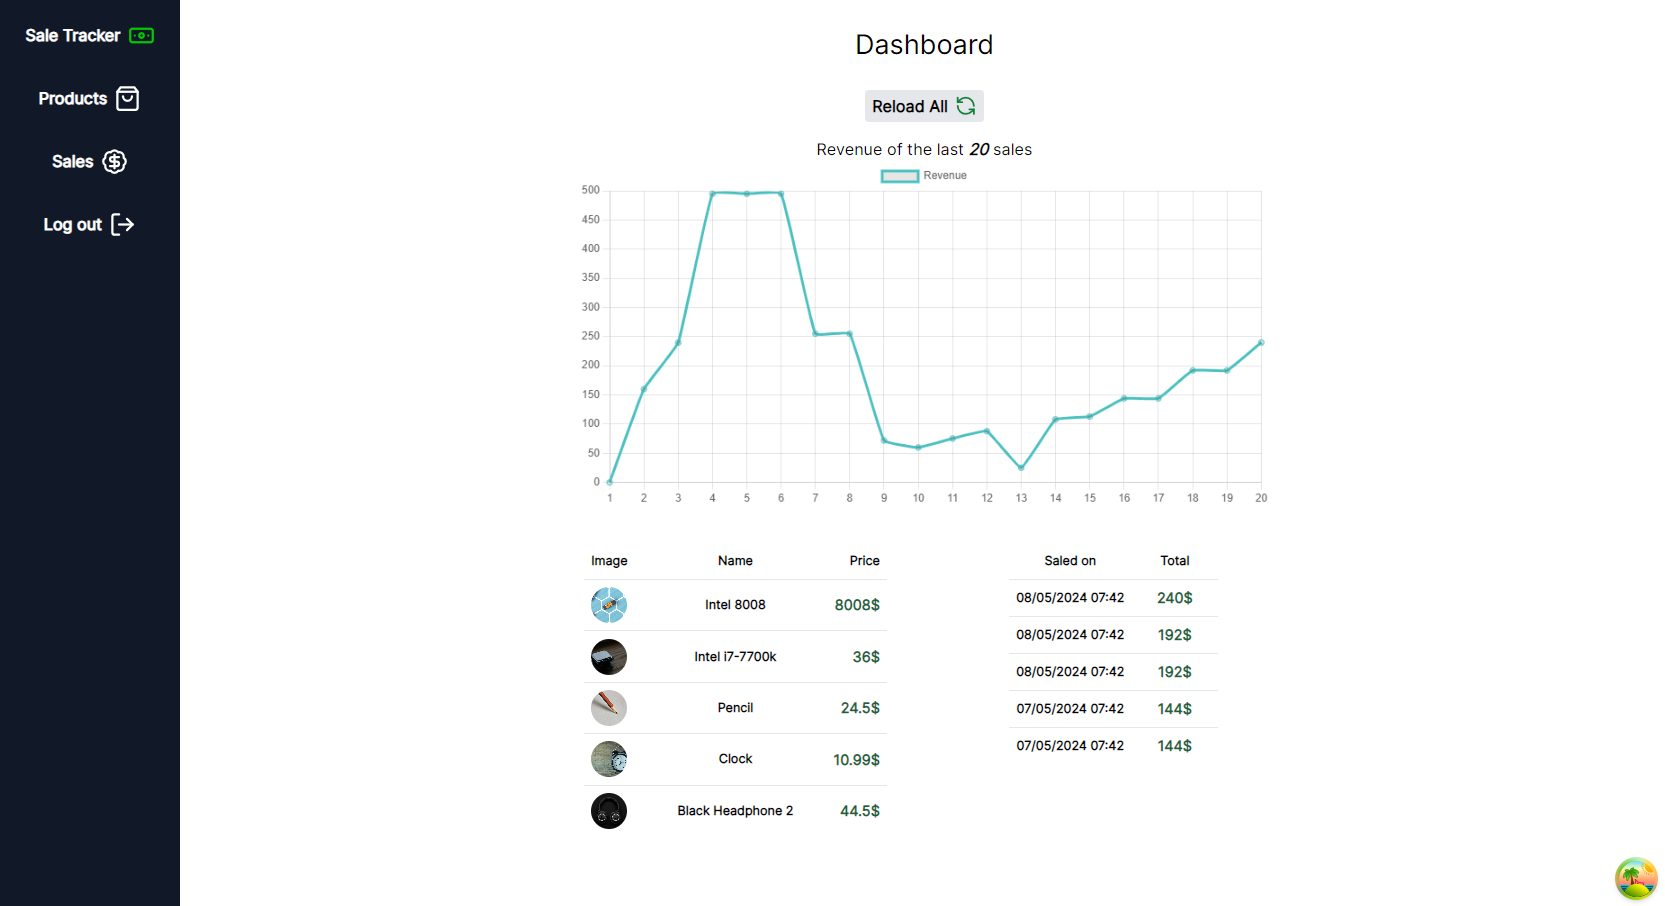 Sale Tracker
Products
Sales
Log out
Dashboard
Reload All
Revenue of the last 20 sales
Revenue
500
450
400
350
300
250
200
150
100
50
0
1 2 3 4 5 6 7 8 9 10 11 12 13 14 15 16 17 18 19 20
Image Name Price
Intel 8008 8008$
Intel i7-7700k 36$
Pencil 24.5$
Clock 10.99$
Black Headphone 2 44.5$
Saled on Total
08/05/2024 07:42 240$
08/05/2024 07:42 192$
08/05/2024 07:42 192$
07/05/2024 07:42 144$
07/05/2024 07:42 144$